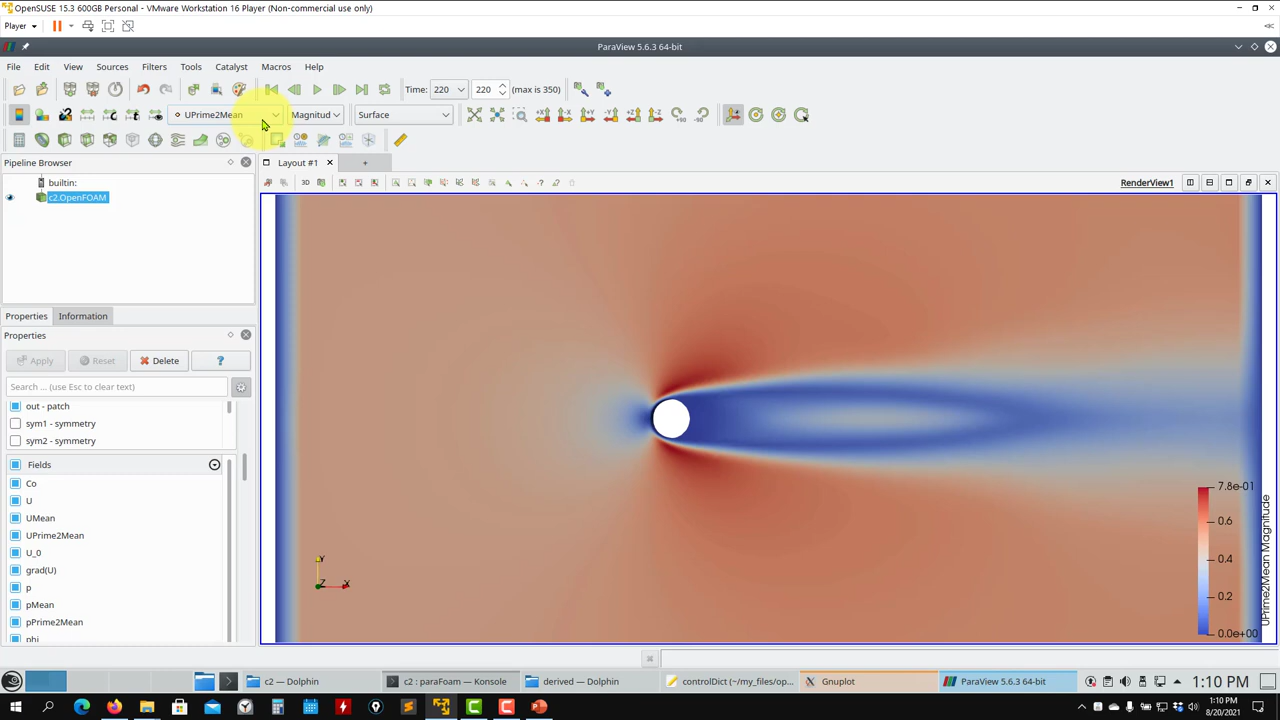 OpenSUSE 15.3 600GB Personal - VMware Workstation 16 Player (Non-commercial use only)
Player
ParaView 5.6.3 64-bit
File Edit View Sources Filters Tools Catalyst Macros Help
Time: 220 220 (max is 350)
UPrime2Mean Magnitud Surface
+90 -90
Pipeline Browser Layout #1 +
builtin: 3D RenderView1
c2.OpenFOAM
Properties Information
Properties
Apply Reset Delete ?
Search ... (use Esc to clear text)
out - patch
sym1 - symmetry
sym2 - symmetry
Fields
Co
U
UMean
UPrime2Mean
U_0
grad(U)
p
pMean
pPrime2Mean
phi
Y
Z X
7.8e-01
0.6
0.4
0.2
0.0e+00
UPrime2Mean Magnitude
c2 — Dolphin c2 : paraFoam — Konsole derived — Dolphin controlDict (~/my_files/op... Gnuplot ParaView 5.6.3 64-bit 1:10 PM
1:10 PM
8/20/2021